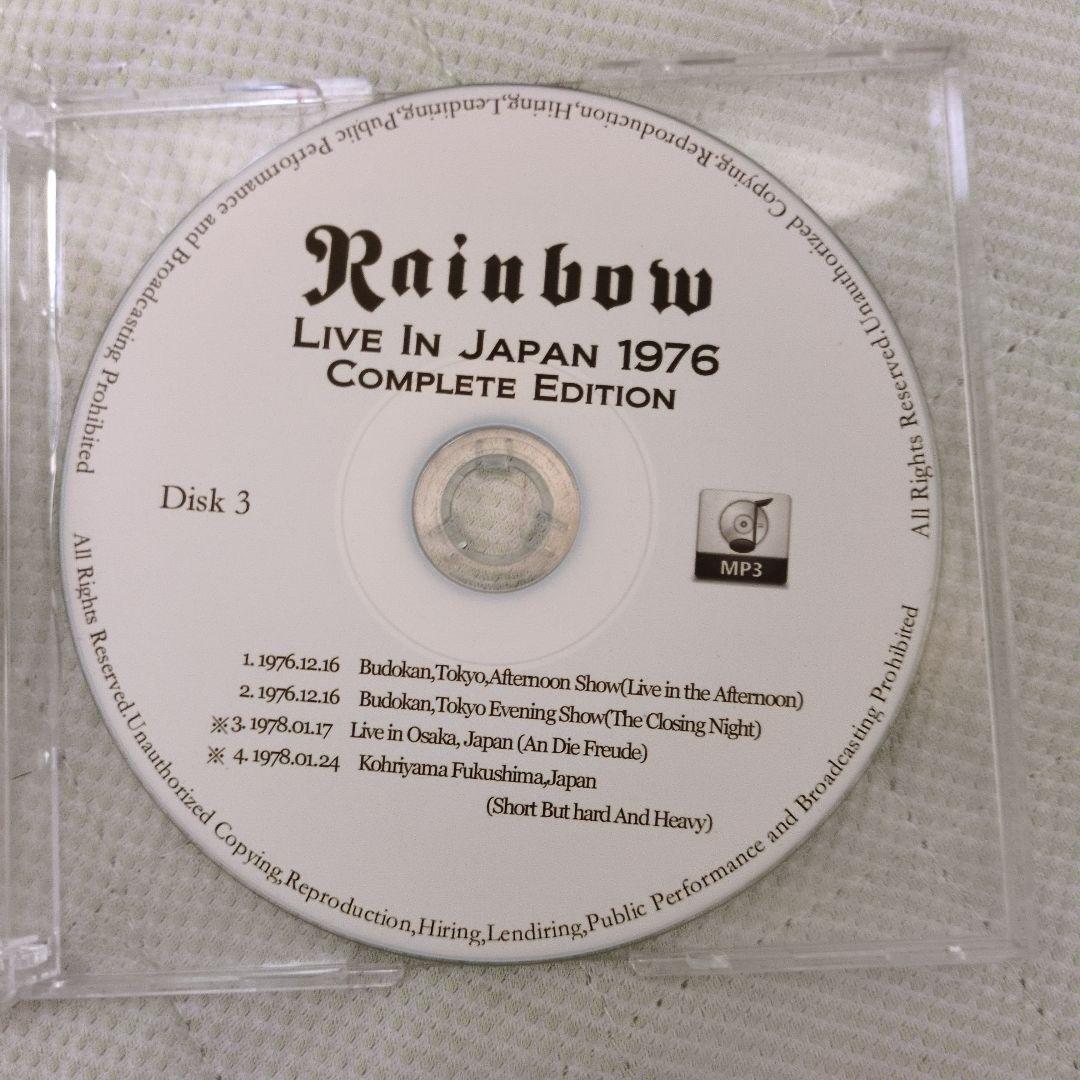 Rainbow
LIVE IN JAPAN 1976
COMPLETE EDITION
Disk 3
MP3
1. 1976.12.16 Budokan,Tokyo,Afternoon Show(Live in the Afternoon)
2. 1976.12.16 Budokan,Tokyo Evening Show(The Closing Night)
※3. 1978.01.17 Live in Osaka, Japan (An Die Freude)
※ 4. 1978.01.24 Kohriyama Fukushima,Japan
(Short But hard And Heavy)
All Rights Reserved.Unauthorized Copying,Reproduction,Hiring,Lendiring,Public Performance and Broadcasting Prohibited
All Rights Reserved.Unauthorized Copying,Reproduction,Hiring,Lendiring,Public Performance and Broadcasting Prohibited